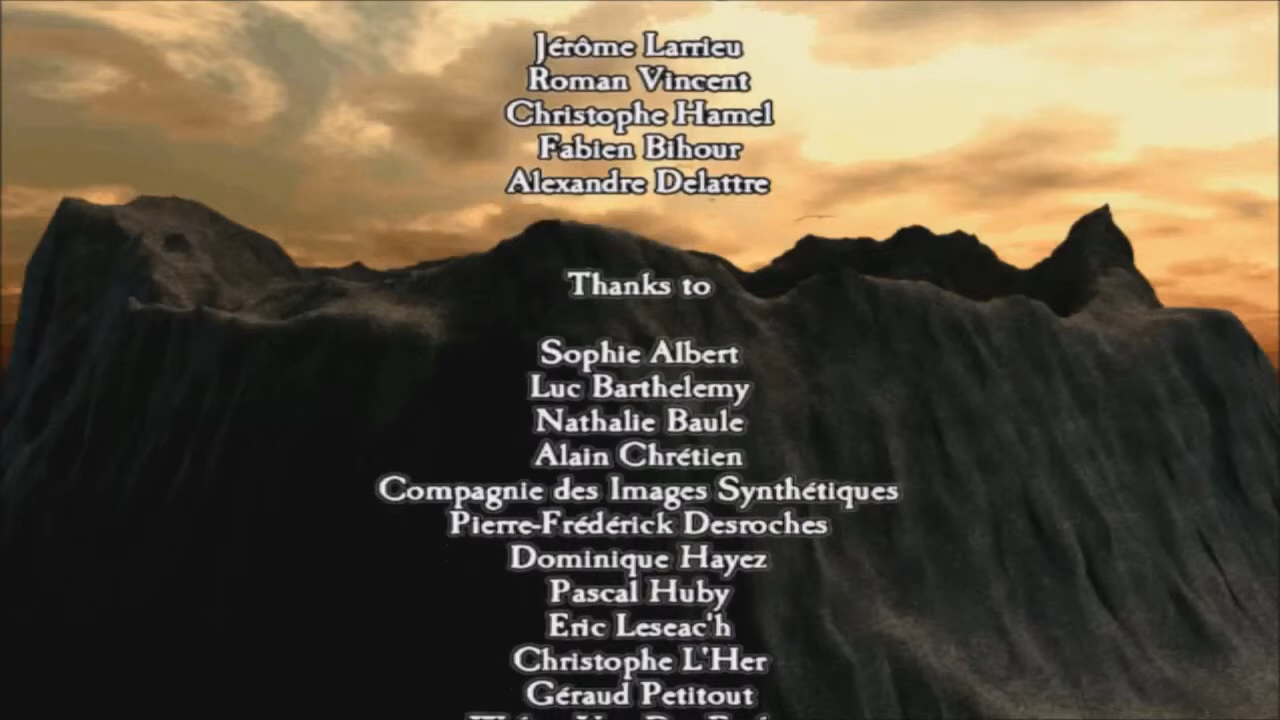 Jérôme Larrieu
Roman Vincent
Christophe Hamel
Fabien Bihour
Alexandre Delattre
Thanks to
Sophie Albert
Luc Barthelemy
Nathalie Baule
Alain Chrétien
Compagnie des Images Synthétiques
Pierre-Frédérick Desroches
Dominique Hayez
Pascal Huby
Eric Leseac'h
Christophe L'Her
Géraud Petitout